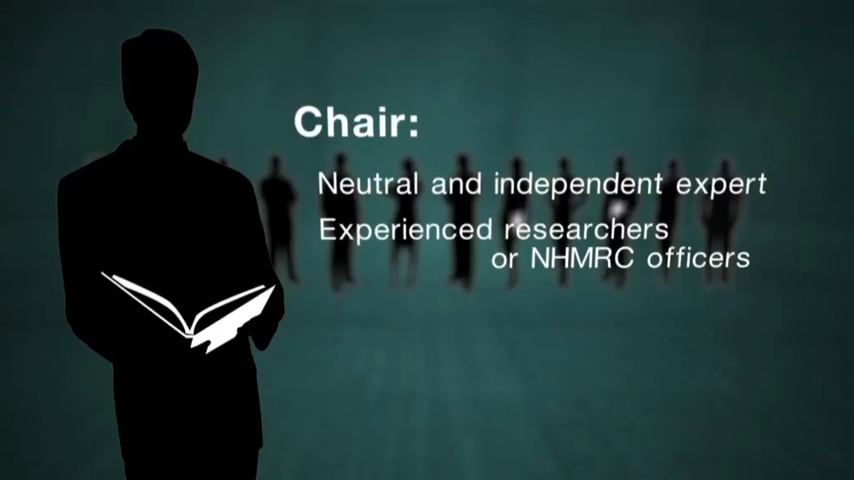 Chair:
Neutral and independent expert
Experienced researchers
or NHMRC officers